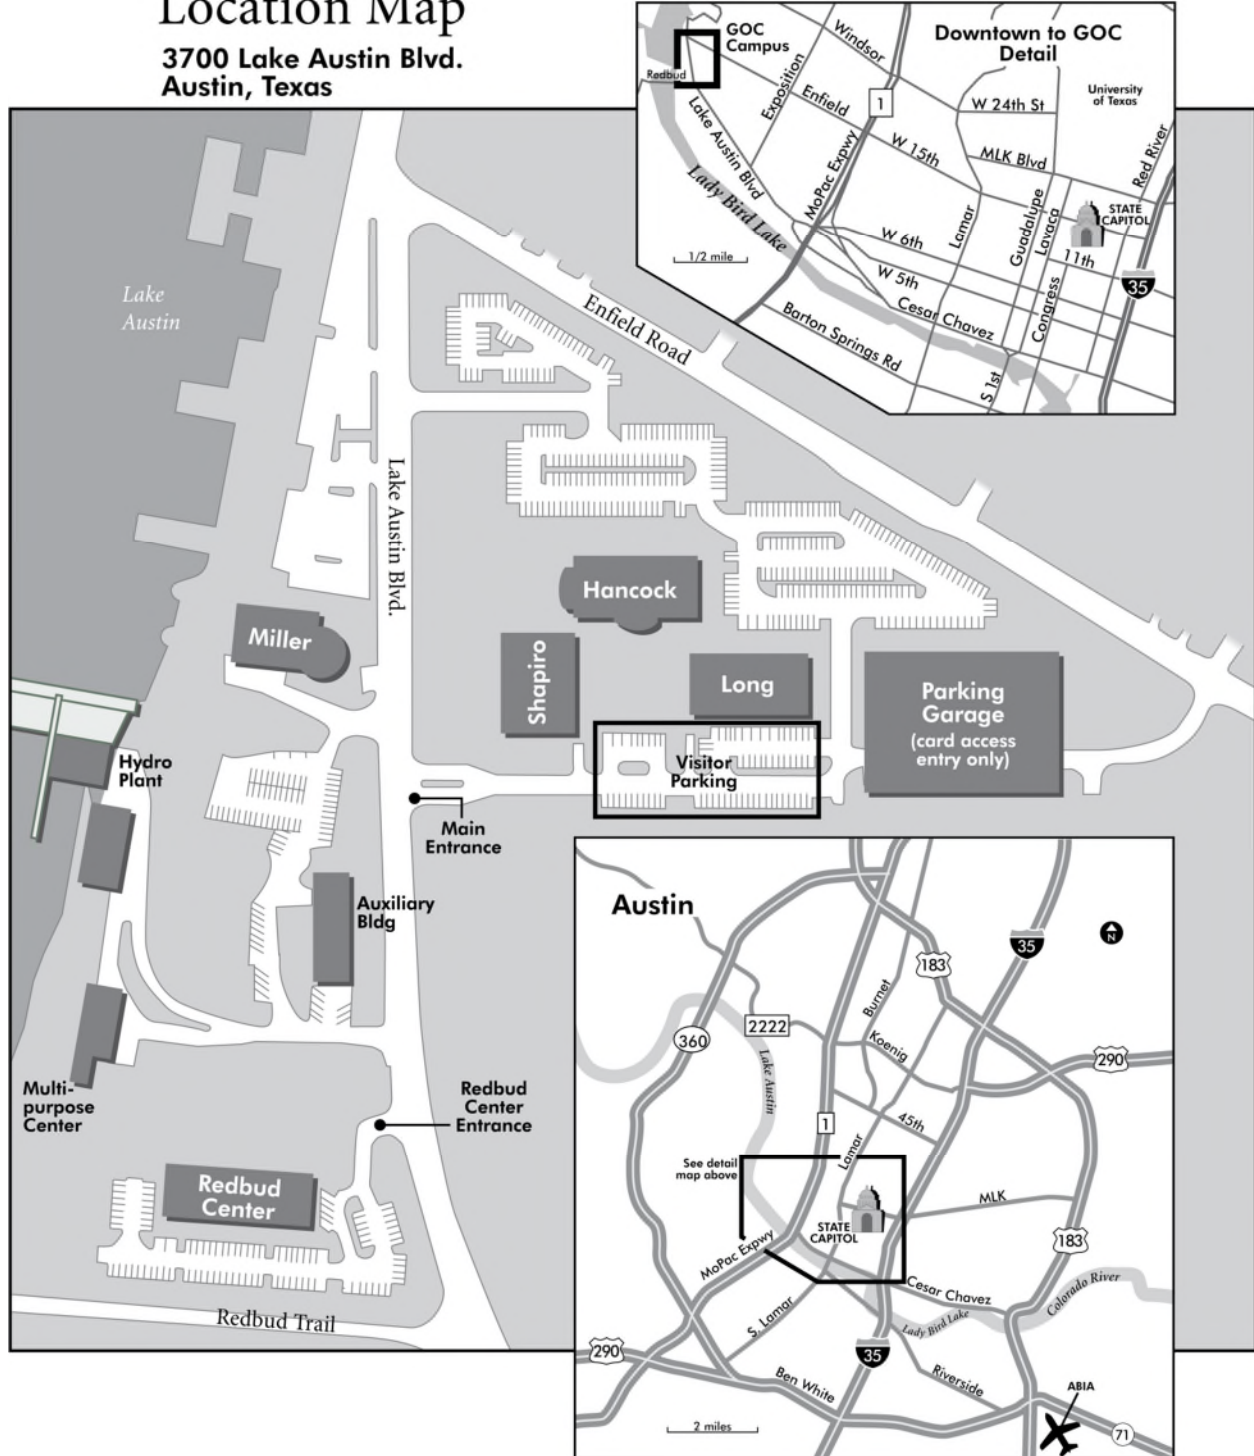 Location Map
3700 Lake Austin Blvd.
Austin, Texas
Downtown to GOC
Detail
GOC
Campus
Redbud
Windsor
Exposition
Enfield
1
W 24th St
University
of Texas
Lake Austin Blvd
MoPac Expwy
W 15th
MLK Blvd
Red River
Lady Bird Lake
Lamar
Guadalupe
Lavaca
STATE
CAPITOL
1/2 mile
W 6th
11th
W 5th
35
Cesar Chavez
Congress
Barton Springs Rd
S 1st
Lake
Austin
Enfield Road
Lake Austin Blvd.
Hancock
Miller
Shapiro
Long
Parking
Garage
(card access
entry only)
Visitor
Parking
Hydro
Plant
Main
Entrance
Auxiliary
Bldg
Multi-
purpose
Center
Redbud
Center
Entrance
Redbud
Center
Redbud Trail
Austin
N
35
183
Burnet
2222
360
Koenig
290
Lake Austin
1
45th
Lamar
See detail
map above
MLK
STATE
CAPITOL
183
MoPac Expwy
Cesar Chavez
Colorado River
S. Lamar
Lady Bird Lake
290
35
Ben White
Riverside
ABIA
2 miles
71